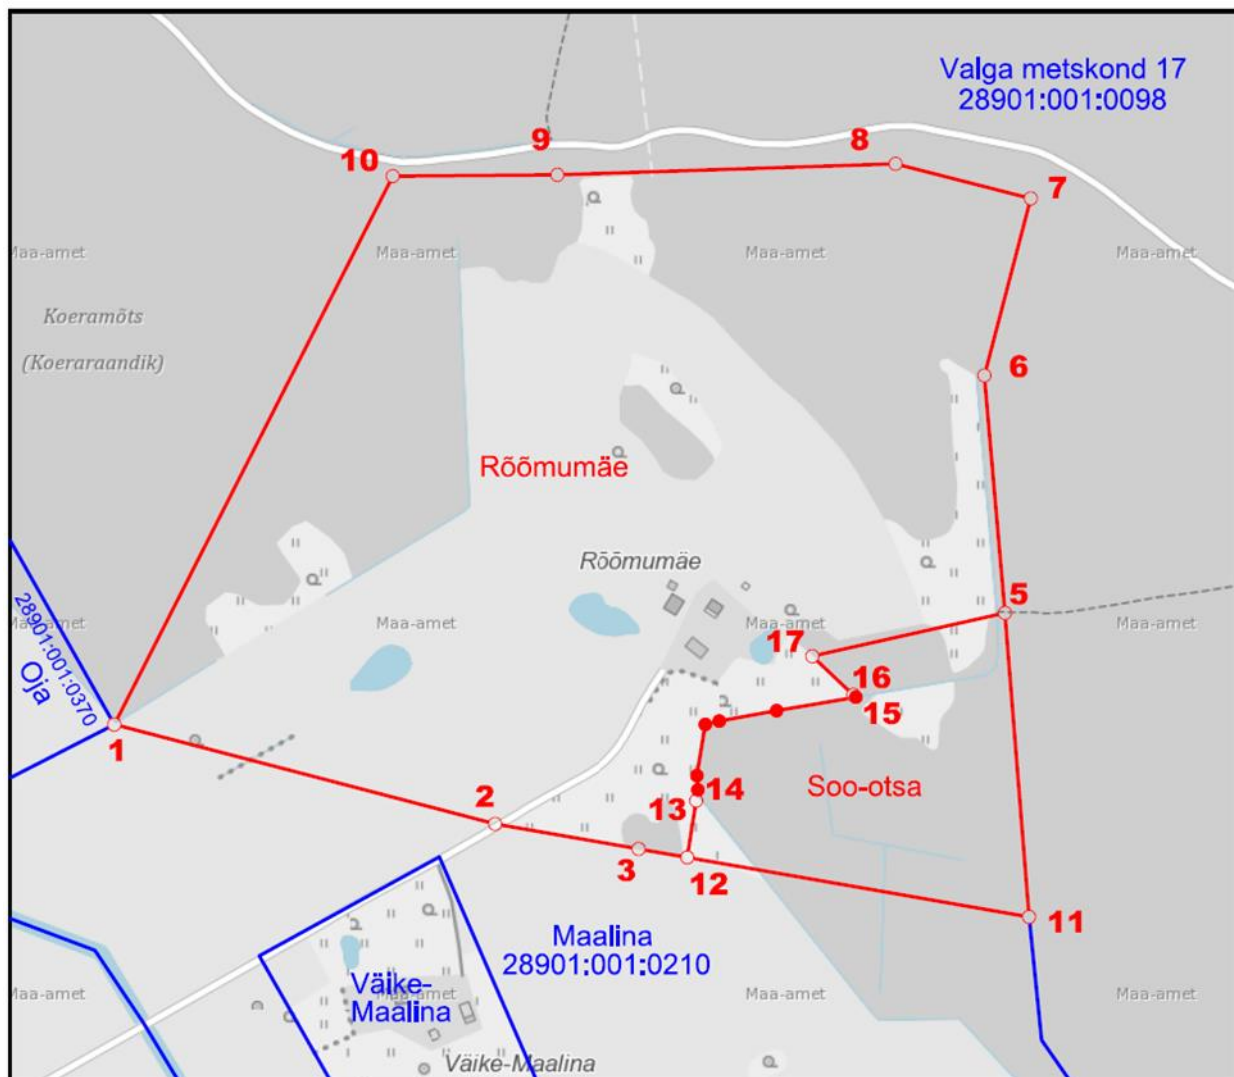 Valga metskond 17
28901:001:0098
9
8
10
7
Maa-amet
Maa-amet
Maa-amet
Maa-amet
Koeramõts
(Koeraraandik)
6
Rõõmumäe
Rõõmumäe
5
28901:001:0370
Oja
Maa-amet
Maa-amet
Maa-amet
Maa-amet
17
16
15
1
14
Soo-otsa
13
2
3
12
11
Maalina
28901:001:0210
Väike-
Maalina
Maa-amet
Maa-amet
Maa-amet
Maa-amet
Väike-Maalina